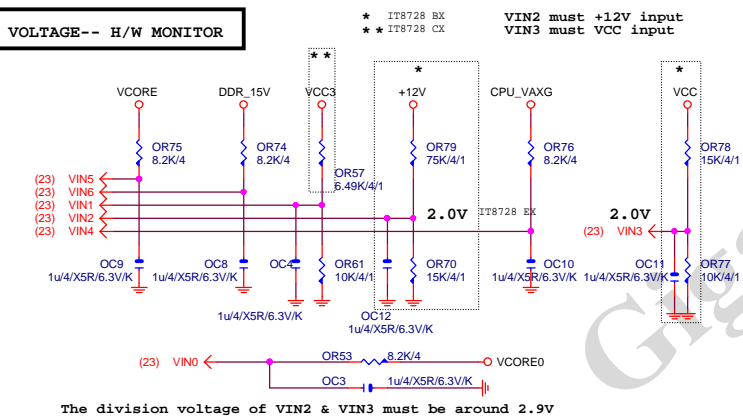 VOLTAGE-- H/W MONITOR
* IT8728 BX
** IT8728 CX
VIN2 must +12V input
VIN3 must VCC input
**
*
*
VCORE
DDR_15V
VCC3
+12V
CPU_VAXG
VCC
OR75
8.2K/4
OR74
8.2K/4
OR57
6.49K/4/1
OR79
75K/4/1
OR76
8.2K/4
OR78
15K/4/1
(23) VIN5
(23) VIN6
(23) VIN1
(23) VIN2
(23) VIN4
2.0V
IT8728 EX
2.0V
(23) VIN3
OC9
1u/4/X5R/6.3V/K
OC8
1u/4/X5R/6.3V/K
OC4
1u/4/X5R/6.3V/K
OR61
10K/4/1
OC12
1u/4/X5R/6.3V/K
OR70
15K/4/1
OC10
1u/4/X5R/6.3V/K
OC11
1u/4/X5R/6.3V/K
OR77
10K/4/1
(23) VIN0
OR53
8.2K/4
VCORE0
OC3
1u/4/X5R/6.3V/K
The division voltage of VIN2 & VIN3 must be around 2.9V